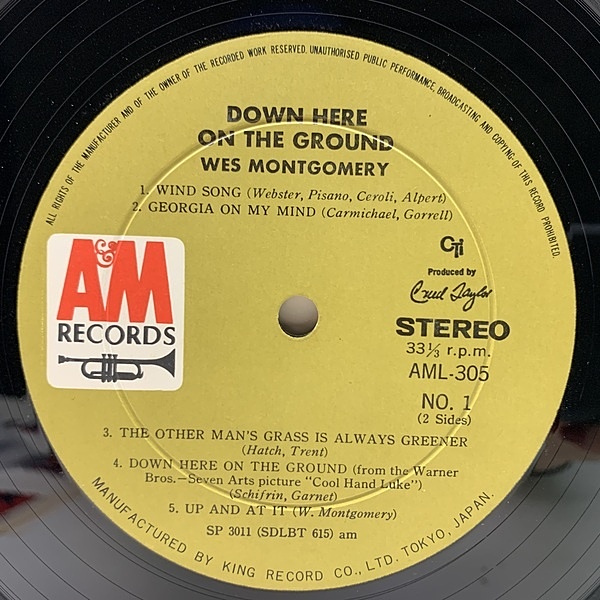 ALL RIGHTS OF THE MANUFACTURER AND OF THE OWNER OF THE RECORDED WORK RESERVED. UNAUTHORISED PUBLIC PERFORMANCE, BROADCASTING AND COPYING OF THIS RECORD PROHIBITED.
DOWN HERE
ON THE GROUND
WES MONTGOMERY
1. WIND SONG (Webster, Pisano, Ceroli, Alpert)
2. GEORGIA ON MY MIND (Carmichael, Gorrell)
A&M
RECORDS
CTi
Produced by
Creed Taylor
STEREO
33⅓ r.p.m.
AML-305
NO. 1
(2 Sides)
3. THE OTHER MAN'S GRASS IS ALWAYS GREENER
(Hatch, Trent)
4. DOWN HERE ON THE GROUND (from the Warner
Bros.—Seven Arts picture "Cool Hand Luke")
(Schifrin, Garnet)
5. UP AND AT IT (W. Montgomery)
SP 3011 (SDLBT 615) am
MANUFACTURED BY KING RECORD CO., LTD. TOKYO, JAPAN.